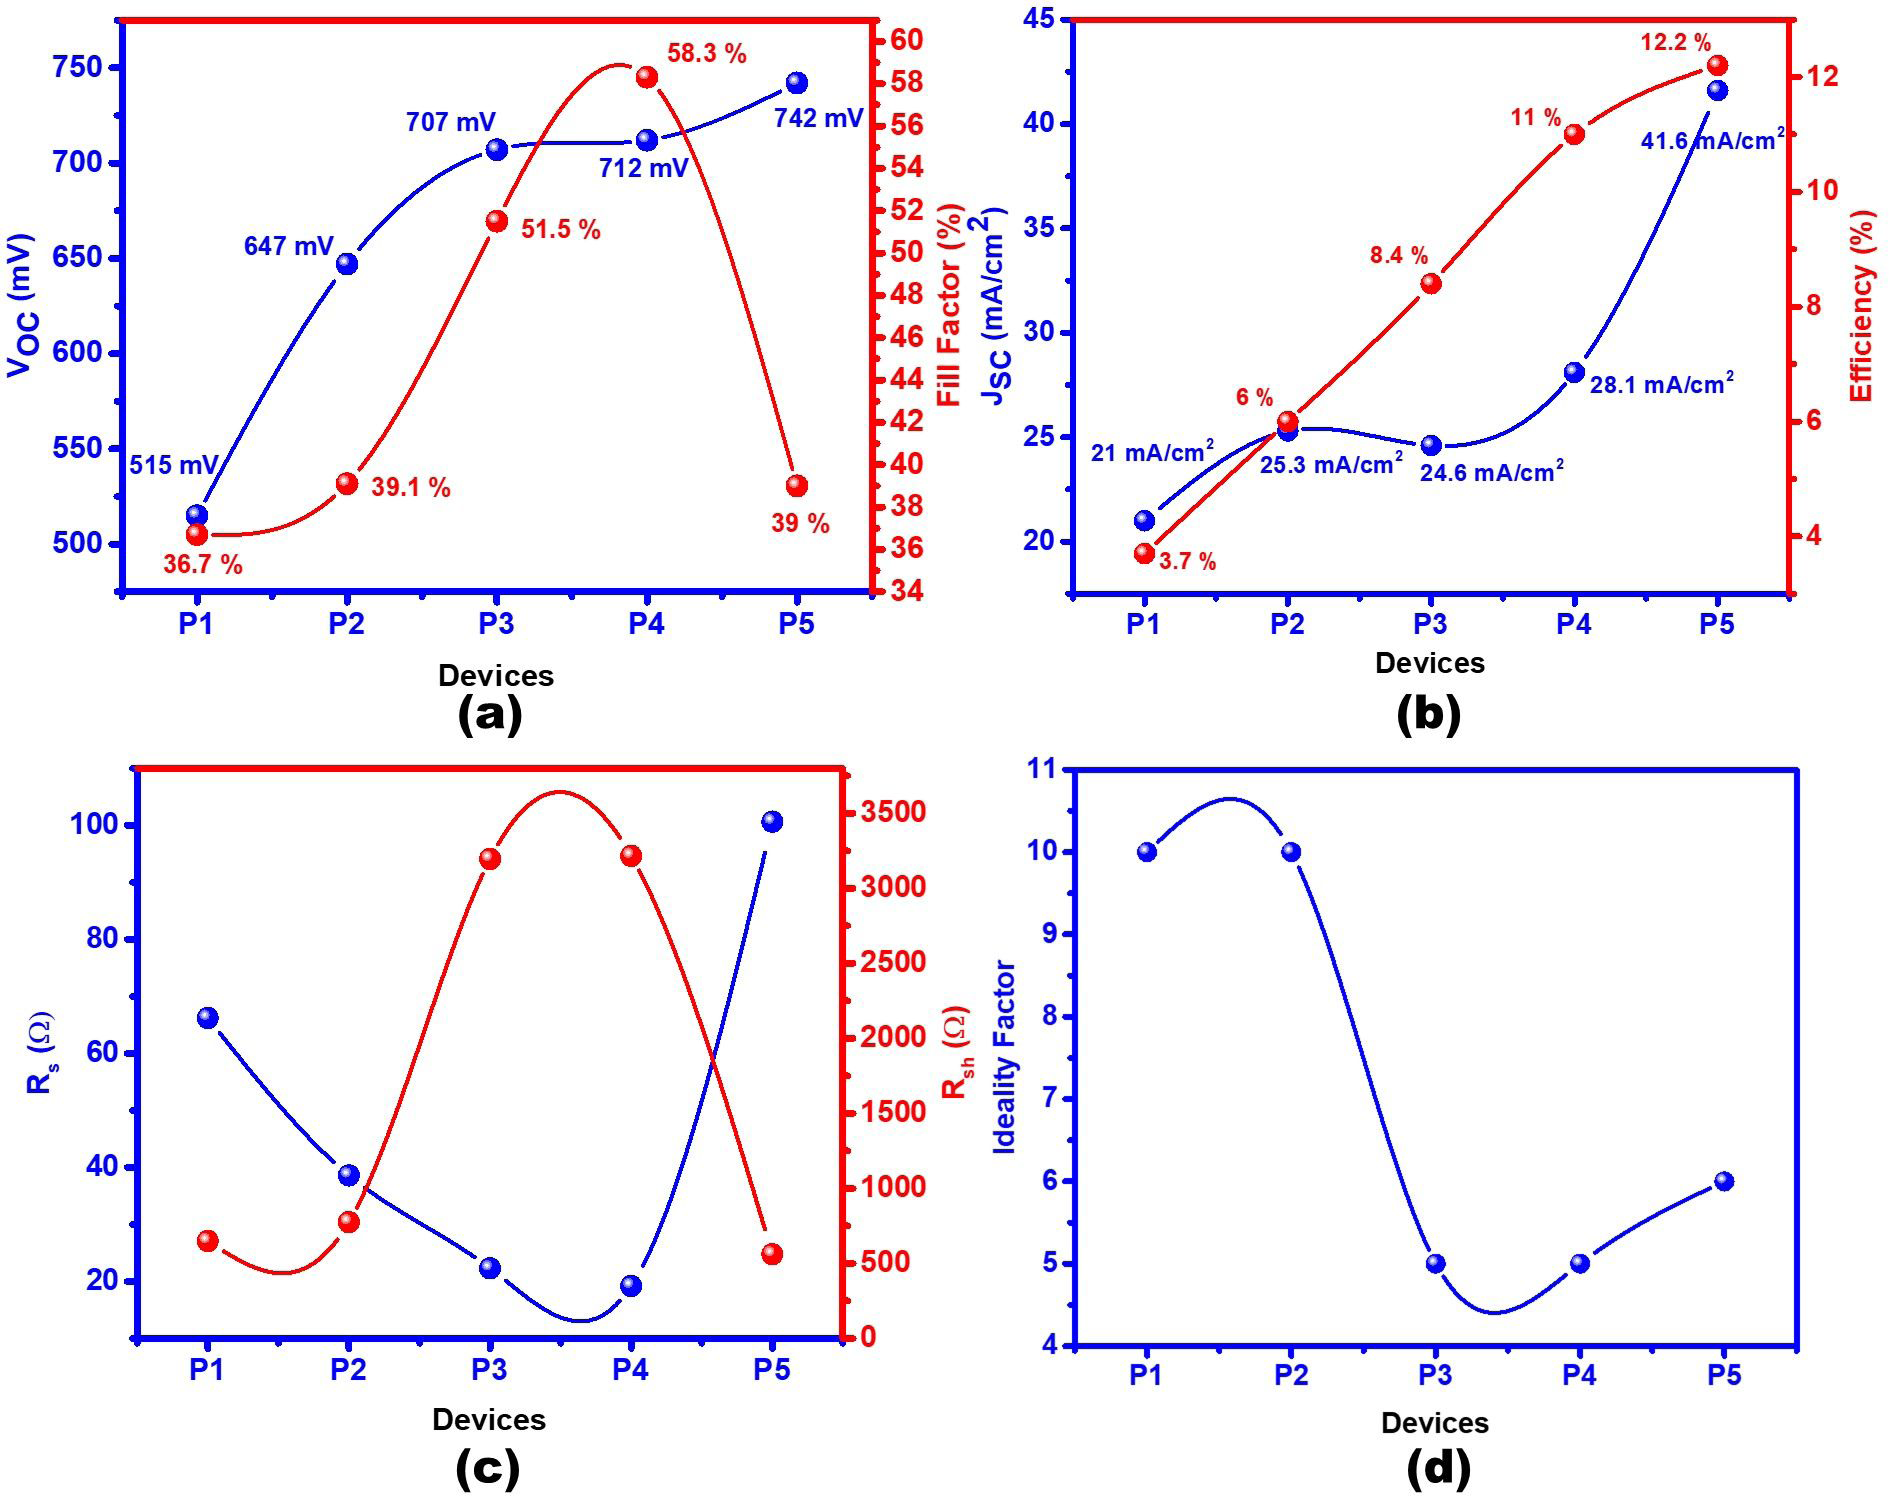 750
700
650
600
550
500
V_OC (mV)
60
58
56
54
52
50
48
46
44
42
40
38
36
34
Fill Factor (%)
515 mV
647 mV
707 mV
712 mV
742 mV
36.7 %
39.1 %
51.5 %
58.3 %
39 %
P1 P2 P3 P4 P5
Devices
(a)
45
40
35
30
25
20
J_SC (mA/cm²)
12
10
8
6
4
Efficiency (%)
21 mA/cm²
25.3 mA/cm²
24.6 mA/cm²
28.1 mA/cm²
41.6 mA/cm²
3.7 %
6 %
8.4 %
11 %
12.2 %
P1 P2 P3 P4 P5
Devices
(b)
100
80
60
40
20
R_s (Ω)
3500
3000
2500
2000
1500
1000
500
0
R_sh (Ω)
P1 P2 P3 P4 P5
Devices
(c)
11
10
9
8
7
6
5
4
Ideality Factor
P1 P2 P3 P4 P5
Devices
(d)